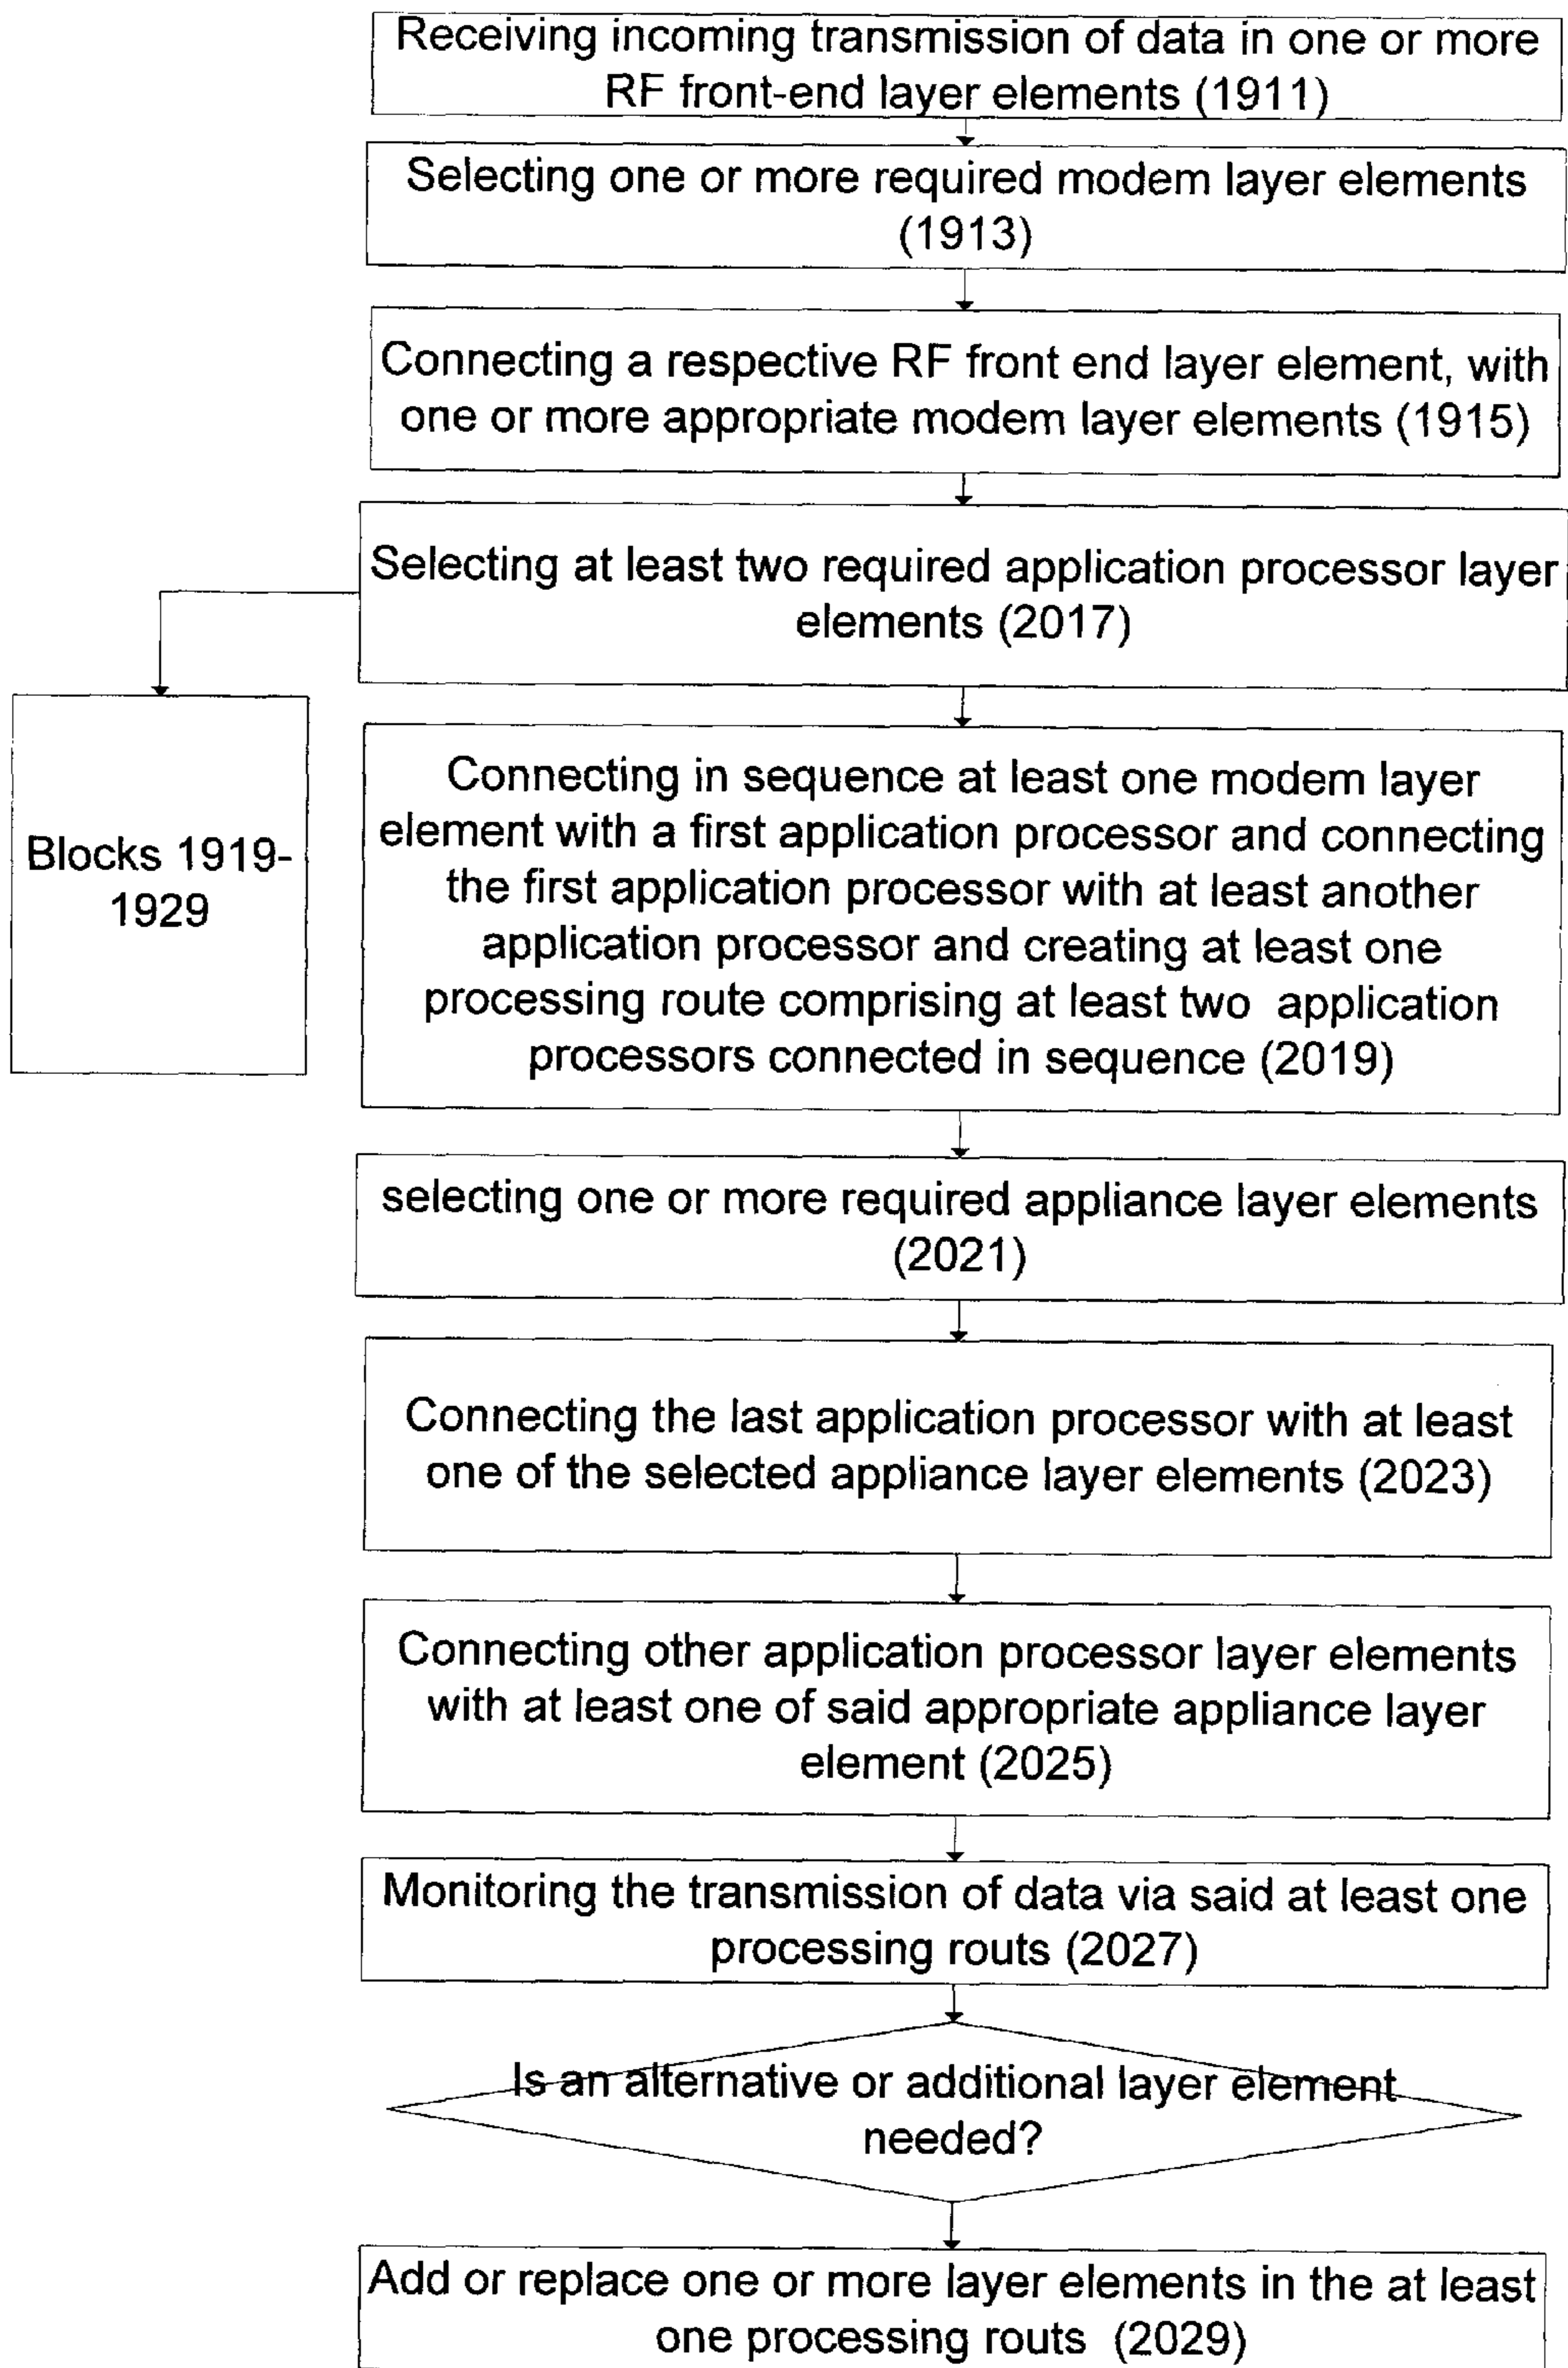 Receiving incoming transmission of data in one or more
RF front-end layer elements (1911)
Selecting one or more required modem layer elements
(1913)
Connecting a respective RF front end layer element, with
one or more appropriate modem layer elements (1915)
Selecting at least two required application processor layer
elements (2017)
Blocks 1919-
1929
Connecting in sequence at least one modem layer
element with a first application processor and connecting
the first application processor with at least another
application processor and creating at least one
processing route comprising at least two application
processors connected in sequence (2019)
selecting one or more required appliance layer elements
(2021)
Connecting the last application processor with at least
one of the selected appliance layer elements (2023)
Connecting other application processor layer elements
with at least one of said appropriate appliance layer
element (2025)
Monitoring the transmission of data via said at least one
processing routs (2027)
Is an alternative or additional layer element
needed?
Add or replace one or more layer elements in the at least
one processing routs (2029)